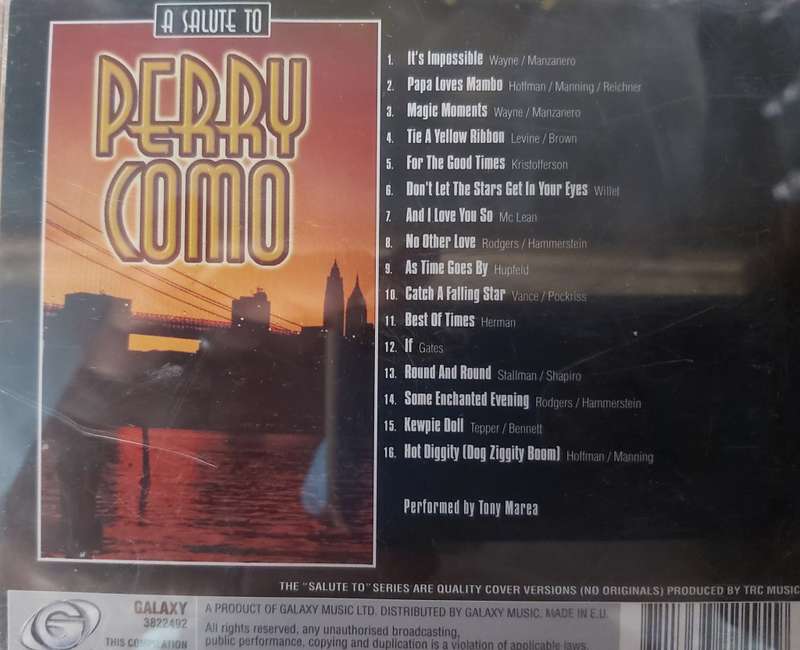 A SALUTE TO
PERRY
COMO
1. It's Impossible Wayne / Manzanero
2. Papa Loves Mambo Hoffman / Manning / Reichner
3. Magic Moments Wayne / Manzanero
4. Tie A Yellow Ribbon Levine / Brown
5. For The Good Times Kristofferson
6. Don't Let The Stars Get In Your Eyes Willet
7. And I Love You So Mc Lean
8. No Other Love Rodgers / Hammerstein
9. As Time Goes By Hupfeld
10. Catch A Falling Star Vance / Pockriss
11. Best Of Times Herman
12. If Gates
13. Round And Round Stallman / Shapiro
14. Some Enchanted Evening Rodgers / Hammerstein
15. Kewpie Doll Tepper / Bennett
16. Hot Diggity (Dog Ziggity Boom) Hoffman / Manning
Performed by Tony Marea
THE "SALUTE TO" SERIES ARE QUALITY COVER VERSIONS (NO ORIGINALS) PRODUCED BY TRC MUSIC
GALAXY
3822492
THIS COMPILATION
A PRODUCT OF GALAXY MUSIC LTD. DISTRIBUTED BY GALAXY MUSIC. MADE IN E.U.
All rights reserved, any unauthorised broadcasting,
public performance, copying and duplication is a violation of applicable laws.